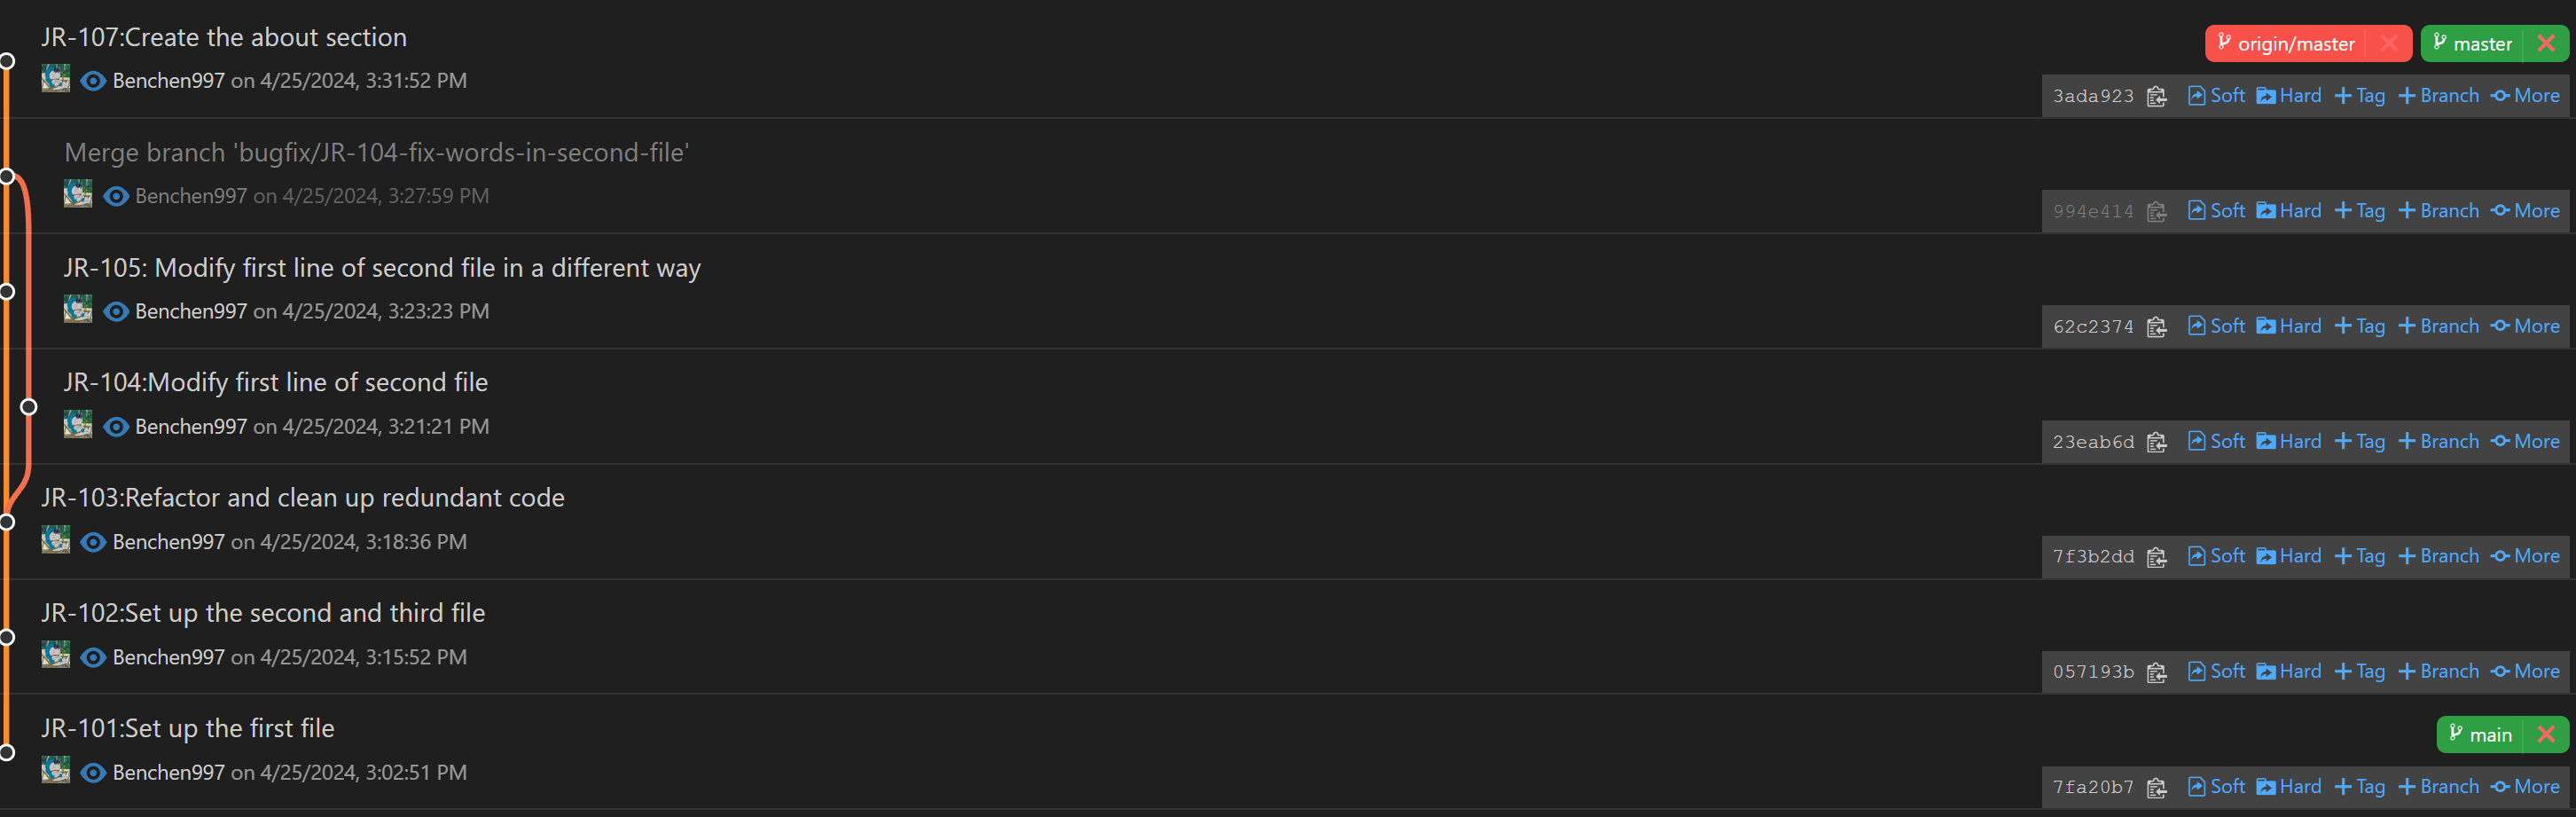 JR-107:Create the about section
origin/master
master
Benchen997 on 4/25/2024, 3:31:52 PM
3ada923 Soft Hard Tag Branch More
Merge branch 'bugfix/JR-104-fix-words-in-second-file'
Benchen997 on 4/25/2024, 3:27:59 PM
994e414 Soft Hard Tag Branch More
JR-105: Modify first line of second file in a different way
Benchen997 on 4/25/2024, 3:23:23 PM
62c2374 Soft Hard Tag Branch More
JR-104:Modify first line of second file
Benchen997 on 4/25/2024, 3:21:21 PM
23eab6d Soft Hard Tag Branch More
JR-103:Refactor and clean up redundant code
Benchen997 on 4/25/2024, 3:18:36 PM
7f3b2dd Soft Hard Tag Branch More
JR-102:Set up the second and third file
Benchen997 on 4/25/2024, 3:15:52 PM
057193b Soft Hard Tag Branch More
JR-101:Set up the first file
main
Benchen997 on 4/25/2024, 3:02:51 PM
7fa20b7 Soft Hard Tag Branch More